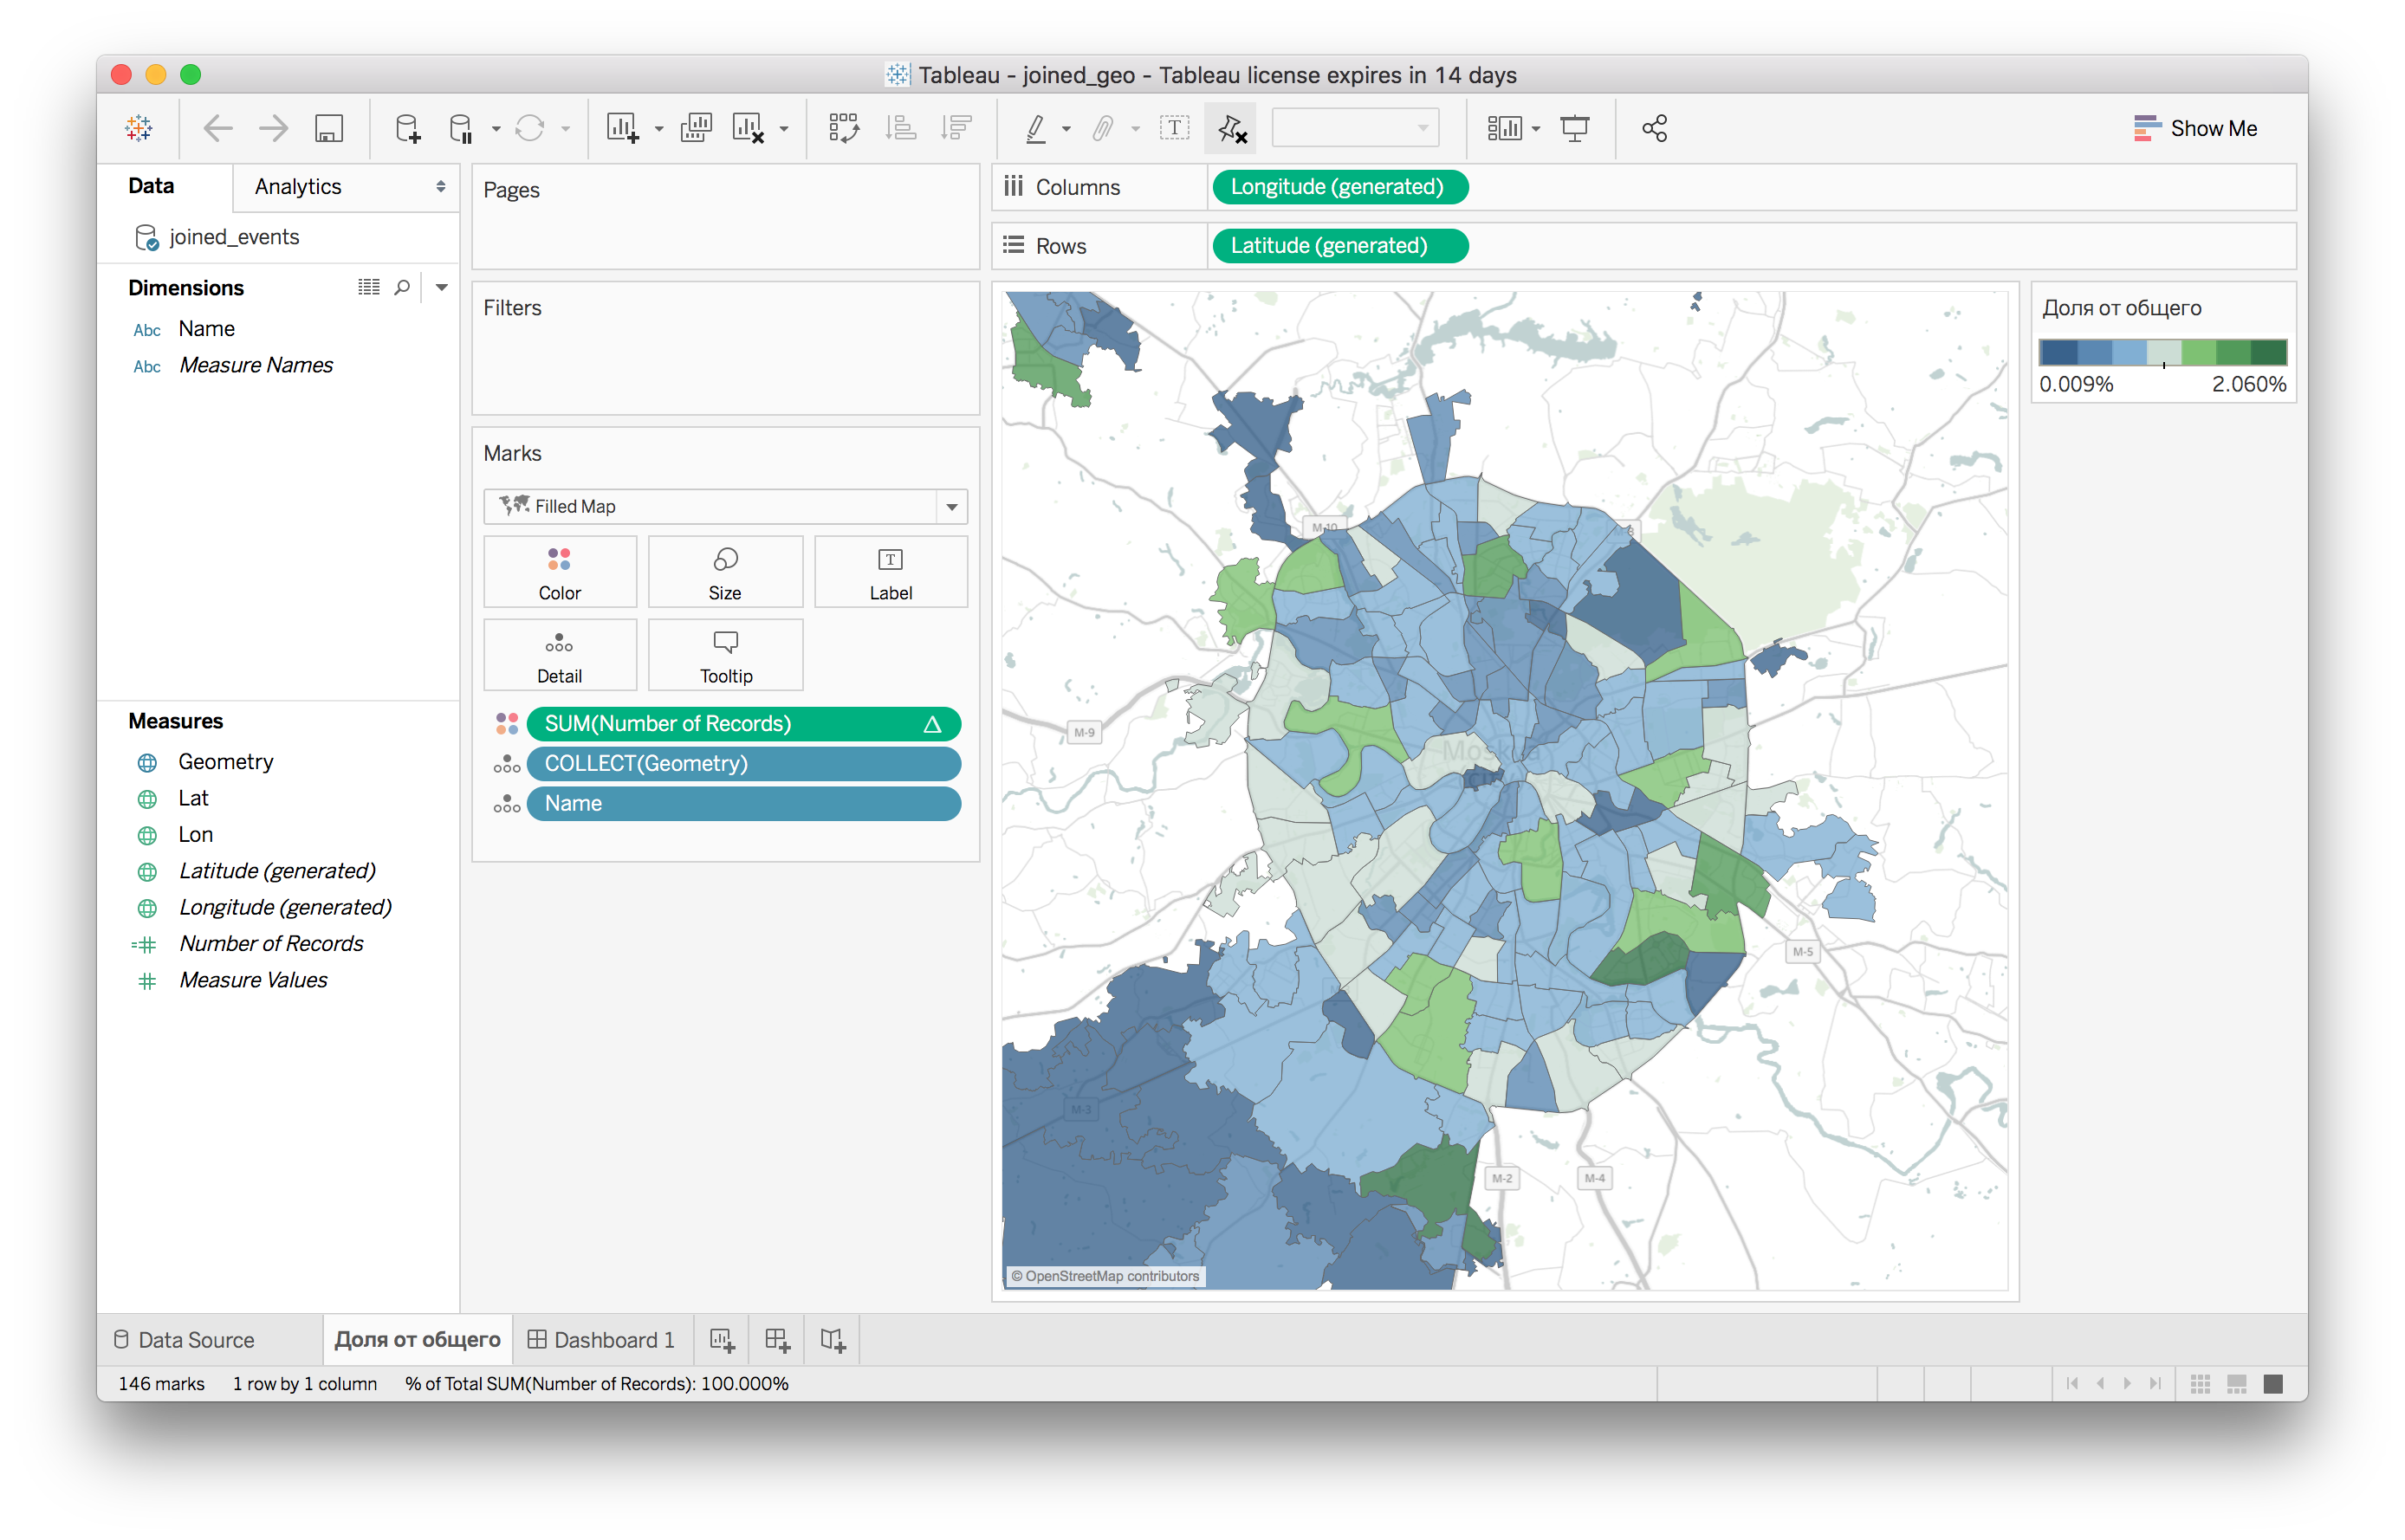 Tableau - joined_geo - Tableau license expires in 14 days
Show Me
Data
Analytics
joined_events
Dimensions
Abc Name
Abc Measure Names
Measures
Geometry
Lat
Lon
Latitude (generated)
Longitude (generated)
Number of Records
Measure Values
Pages
Filters
Marks
Filled Map
Color
Size
T
Label
Detail
Tooltip
SUM(Number of Records)
COLLECT(Geometry)
Name
Columns
Longitude (generated)
Rows
Latitude (generated)
M-10
M-9
M-5
M-3
M-2
M-4
© OpenStreetMap contributors
Доля от общего
0.009%
2.060%
Data Source
Доля от общего
Dashboard 1
146 marks
1 row by 1 column
% of Total SUM(Number of Records): 100.000%